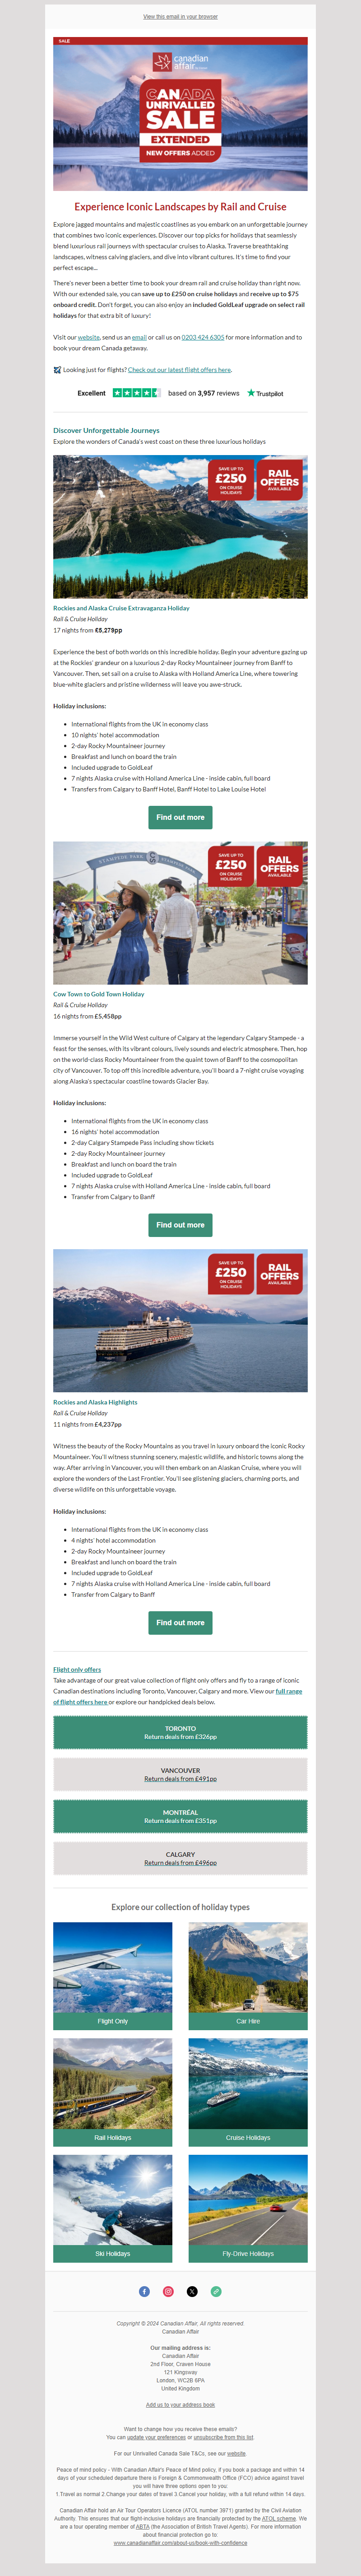 View this email in your browser
SALE
canadian
affair
CANADA
UNRIVALLED
SALE
EXTENDED
NEW OFFERS ADDED
Experience Iconic Landscapes by Rail and Cruise
Explore jagged mountains and majestic coastlines as you embark on an unforgettable journey
that combines two iconic experiences. Discover our top picks for holidays that seamlessly
blend luxurious rail journeys with spectacular cruises to Alaska. Traverse breathtaking
landscapes, witness calving glaciers, and dive into vibrant cultures. It's time to find your
perfect escape...
There's never been a better time to book your dream rail and cruise holiday than right now.
With our extended sale, you can save up to £250 on cruise holidays and receive up to $75
onboard credit. Don't forget, you can also enjoy an included GoldLeaf upgrade on select rail
holidays for that extra bit of luxury!
Visit our website, send us an email or call us on 0203 424 6305 for more information and to
book your dream Canada getaway.
Looking just for flights? Check out our latest flight offers here.
Excellent based on 3,957 reviews Trustpilot
Discover Unforgettable Journeys
Explore the wonders of Canada's west coast on these three luxurious holidays
SAVE UP TO
£250
ON CRUISE
HOLIDAYS
RAIL
OFFERS
AVAILABLE
Rockies and Alaska Cruise Extravaganza Holiday
Rail & Cruise Holiday
17 nights from £5,279pp
Experience the best of both worlds on this incredible holiday. Begin your adventure gazing up
at the Rockies' grandeur on a luxurious 2-day Rocky Mountaineer journey from Banff to
Vancouver. Then, set sail on a cruise to Alaska with Holland America Line, where towering
blue-white glaciers and pristine wilderness will leave you awe-struck.
Holiday inclusions:
• International flights from the UK in economy class
• 10 nights' hotel accommodation
• 2-day Rocky Mountaineer journey
• Breakfast and lunch on board the train
• Included upgrade to GoldLeaf
• 7 nights Alaska cruise with Holland America Line - inside cabin, full board
• Transfers from Calgary to Banff Hotel, Banff Hotel to Lake Louise Hotel
Find out more
STAMPEDE PARK
SAVE UP TO
£250
ON CRUISE
HOLIDAYS
RAIL
OFFERS
AVAILABLE
Cow Town to Gold Town Holiday
Rail & Cruise Holiday
16 nights from £5,458pp
Immerse yourself in the Wild West culture of Calgary at the legendary Calgary Stampede - a
feast for the senses, with its vibrant colours, lively sounds and electric atmosphere. Then, hop
on the world-class Rocky Mountaineer from the quaint town of Banff to the cosmopolitan
city of Vancouver. To top off this incredible adventure, you'll board a 7-night cruise voyaging
along Alaska's spectacular coastline towards Glacier Bay.
Holiday inclusions:
• International flights from the UK in economy class
• 16 nights' hotel accommodation
• 2-day Calgary Stampede Pass including show tickets
• 2-day Rocky Mountaineer journey
• Breakfast and lunch on board the train
• Included upgrade to GoldLeaf
• 7 nights Alaska cruise with Holland America Line - inside cabin, full board
• Transfer from Calgary to Banff
Find out more
SAVE UP TO
£250
ON CRUISE
HOLIDAYS
RAIL
OFFERS
AVAILABLE
Rockies and Alaska Highlights
Rail & Cruise Holiday
11 nights from £4,237pp
Witness the beauty of the Rocky Mountains as you travel in luxury onboard the iconic Rocky
Mountaineer. You'll witness stunning scenery, majestic wildlife, and historic towns along the
way. After arriving in Vancouver, you will then embark on an Alaskan Cruise, where you will
explore the wonders of the Last Frontier. You'll see glistening glaciers, charming ports, and
diverse wildlife on this unforgettable voyage.
Holiday inclusions:
• International flights from the UK in economy class
• 4 nights' hotel accommodation
• 2-day Rocky Mountaineer journey
• Breakfast and lunch on board the train
• Included upgrade to GoldLeaf
• 7 nights Alaska cruise with Holland America Line - inside cabin, full board
• Transfer from Calgary to Banff
Find out more
Flight only offers
Take advantage of our great value collection of flight only offers and fly to a range of iconic
Canadian destinations including Toronto, Vancouver, Calgary and more. View our full range
of flight offers here or explore our handpicked deals below.
TORONTO
Return deals from £326pp
VANCOUVER
Return deals from £491pp
MONTRÉAL
Return deals from £351pp
CALGARY
Return deals from £496pp
Explore our collection of holiday types
Flight Only
Car Hire
Rail Holidays
Cruise Holidays
Ski Holidays
Fly-Drive Holidays
Copyright © 2024 Canadian Affair, All rights reserved.
Canadian Affair
Our mailing address is:
Canadian Affair
2nd Floor, Craven House
121 Kingsway
London, WC2B 6PA
United Kingdom
Add us to your address book
Want to change how you receive these emails?
You can update your preferences or unsubscribe from this list.
For our Unrivalled Canada Sale T&Cs, see our website.
Peace of mind policy - With Canadian Affair's Peace of Mind policy, if you book a package and within 14
days of your scheduled departure there is Foreign & Commonwealth Office (FCO) advice against travel
you will have three options open to you:
1.Travel as normal 2.Change your dates of travel 3.Cancel your holiday, with a full refund within 14 days.
Canadian Affair hold an Air Tour Operators Licence (ATOL number 3971) granted by the Civil Aviation
Authority. This ensures that our flight-inclusive holidays are financially protected by the ATOL scheme. We
are a tour operating member of ABTA (the Association of British Travel Agents). For more information
about financial protection go to:
www.canadianaffair.com/about-us/book-with-confidence